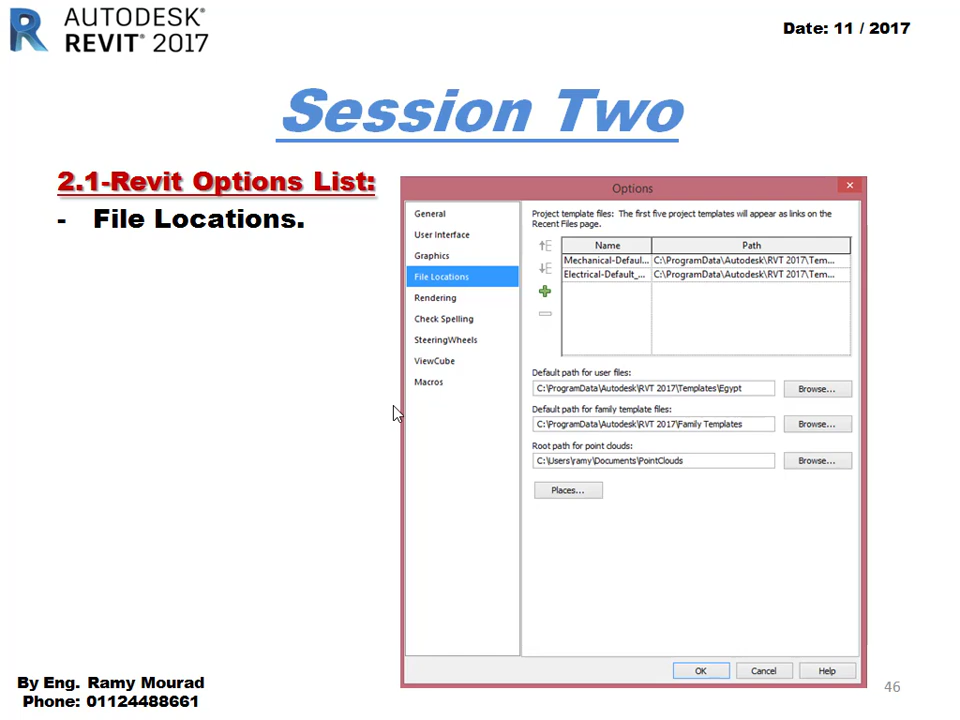 AUTODESK®
REVIT® 2017
Date: 11 / 2017
Session Two
2.1-Revit Options List:
- File Locations.
Options
General
User Interface
Graphics
File Locations
Rendering
Check Spelling
SteeringWheels
ViewCube
Macros
Project template files: The first five project templates will appear as links on the
Recent Files page.
Name Path
Mechanical-Defaul... C:\ProgramData\Autodesk\RVT 2017\Tem...
Electrical-Default_... C:\ProgramData\Autodesk\RVT 2017\Tem...
Default path for user files:
C:\ProgramData\Autodesk\RVT 2017\Templates\Egypt Browse...
Default path for family template files:
C:\ProgramData\Autodesk\RVT 2017\Family Templates Browse...
Root path for point clouds:
C:\Users\ramy\Documents\PointClouds Browse...
Places...
OK Cancel Help
By Eng. Ramy Mourad
Phone: 01124488661
46